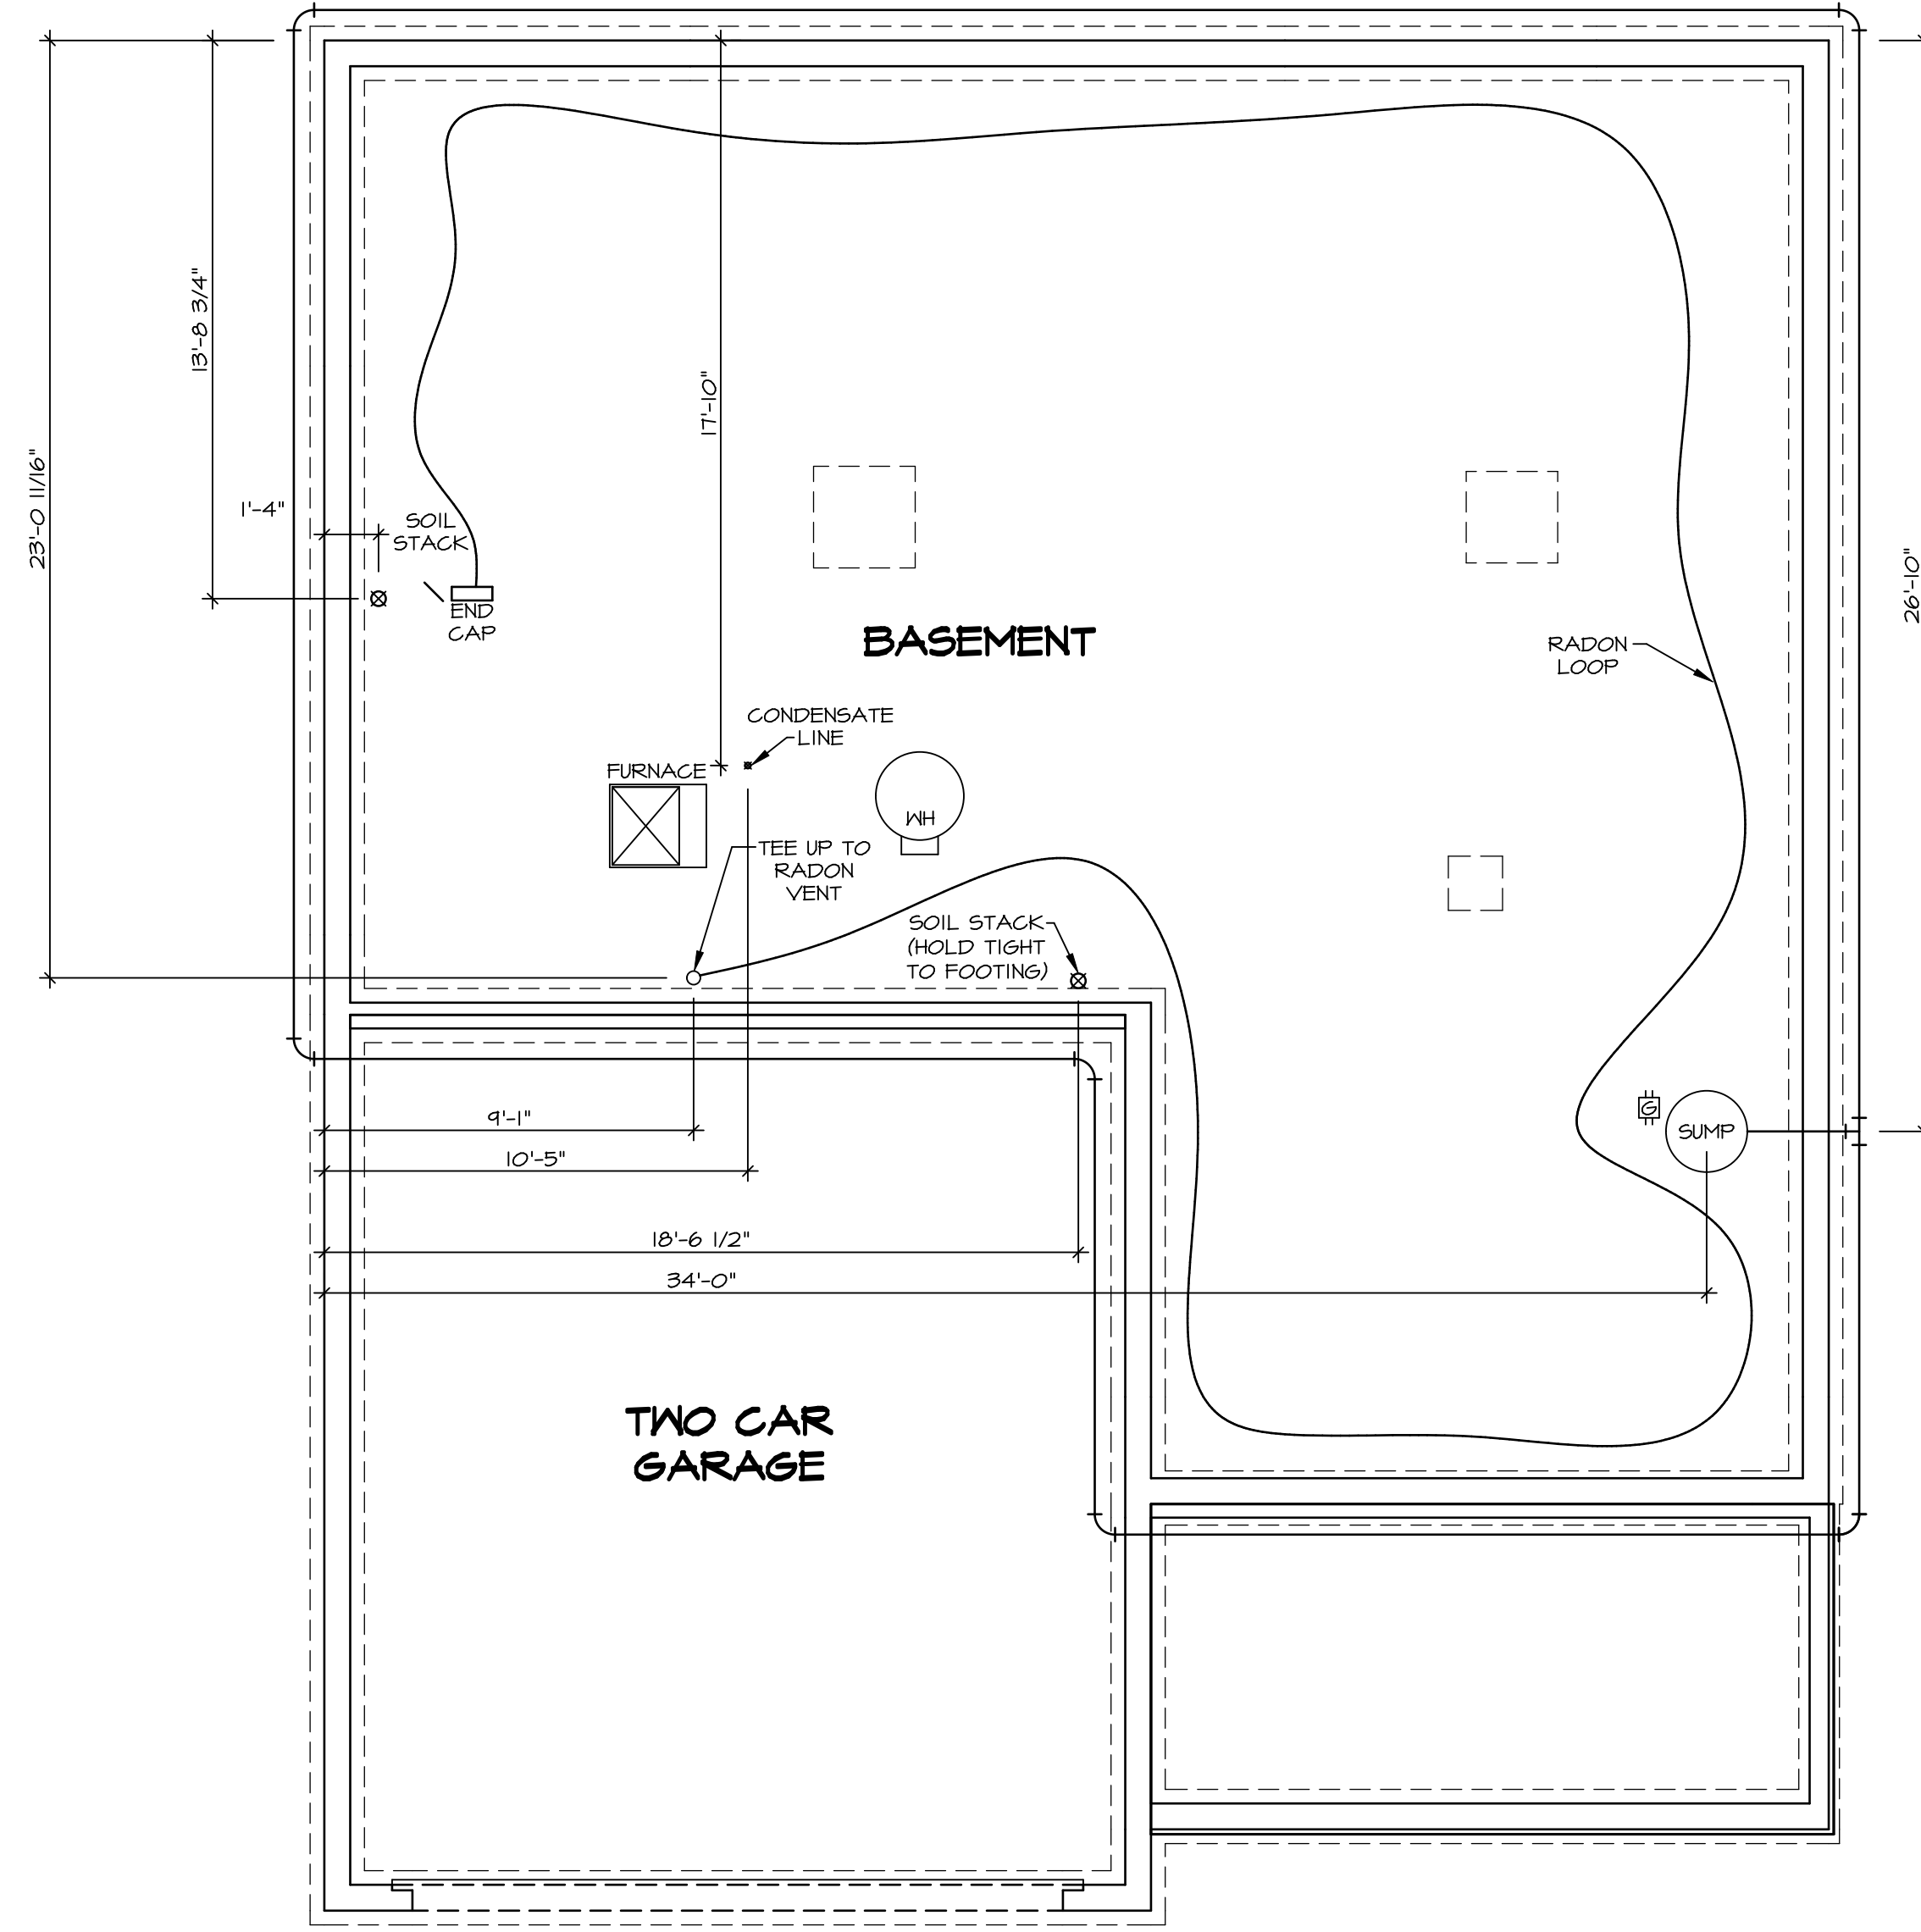 13'-8 3/4"
17'-10"
23'-0 11/16"
1'-4"
SOIL
STACK
END
CAP
26'-10"
BASEMENT
RADON
LOOP
CONDENSATE
LINE
FURNACE
WH
TEE UP TO
RADON
VENT
SOIL STACK
(HOLD TIGHT
TO FOOTING)
G
SUMP
9'-1"
10'-5"
18'-6 1/2"
34'-0"
TWO CAR
GARAGE